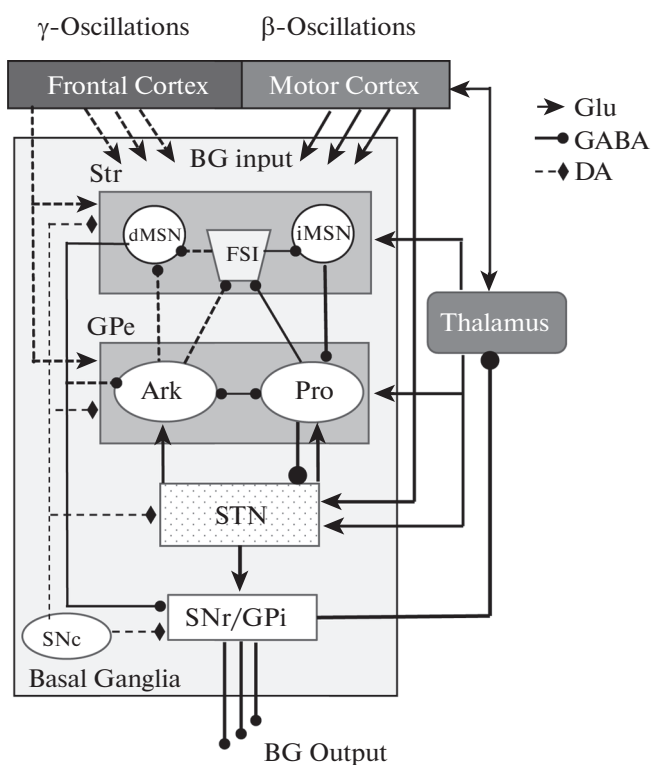 γ-Oscillations β-Oscillations
Frontal Cortex Motor Cortex
Glu
GABA
DA
BG input
Str
dMSN FSI iMSN
GPe
Thalamus
Ark Pro
STN
SNr/GPi
SNc
Basal Ganglia
BG Output